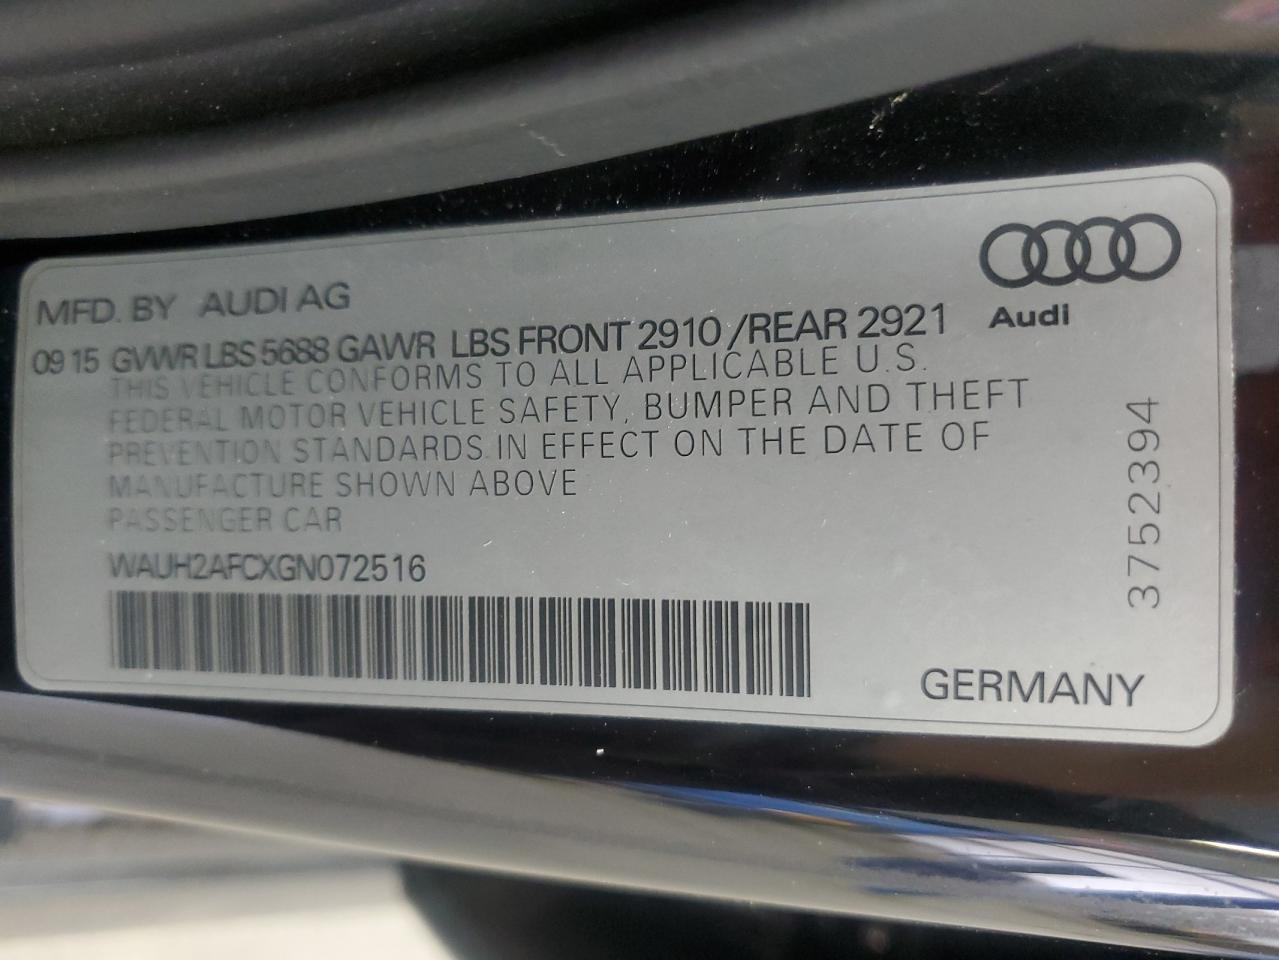 MFD. BY AUDI AG
09 15 GVWR LBS 5688 GAWR LBS FRONT 2910 /REAR 2921
Audi
THIS VEHICLE CONFORMS TO ALL APPLICABLE U.S.
FEDERAL MOTOR VEHICLE SAFETY, BUMPER AND THEFT
PREVENTION STANDARDS IN EFFECT ON THE DATE OF
MANUFACTURE SHOWN ABOVE
PASSENGER CAR
WAUH2AFCXGN072516
3752394
GERMANY